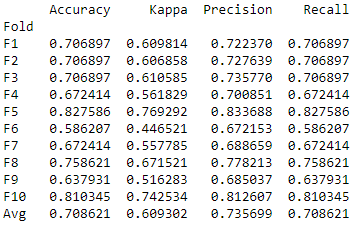 Accuracy Kappa Precision Recall
Fold
F1 0.706897 0.609814 0.722370 0.706897
F2 0.706897 0.606858 0.727639 0.706897
F3 0.706897 0.610585 0.735770 0.706897
F4 0.672414 0.561829 0.700851 0.672414
F5 0.827586 0.769292 0.833688 0.827586
F6 0.586207 0.446521 0.672153 0.586207
F7 0.672414 0.557785 0.688659 0.672414
F8 0.758621 0.671521 0.778213 0.758621
F9 0.637931 0.516283 0.685037 0.637931
F10 0.810345 0.742534 0.812607 0.810345
Avg 0.708621 0.609302 0.735699 0.708621